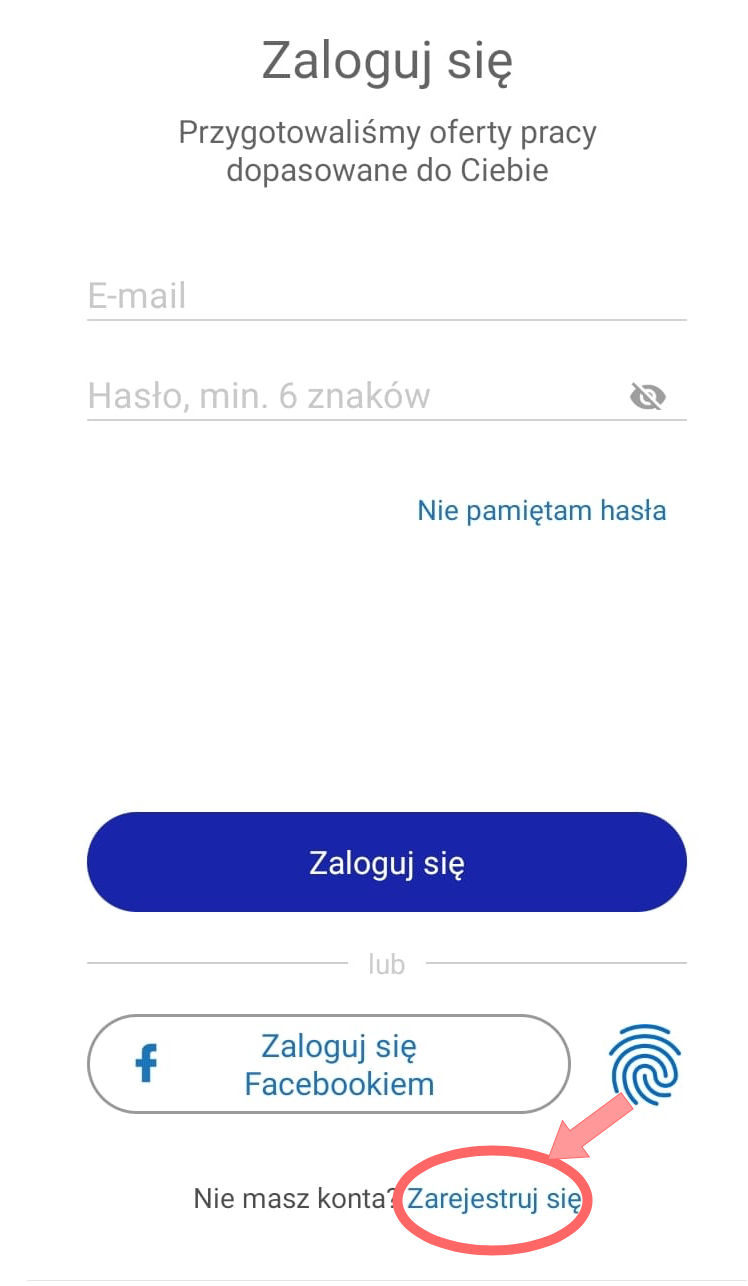 Zaloguj się
Przygotowaliśmy oferty pracy
dopasowane do Ciebie
E-mail
Hasło, min. 6 znaków
Nie pamiętam hasła
Zaloguj się
lub
Zaloguj się
Facebookiem
Nie masz konta? Zarejestruj się